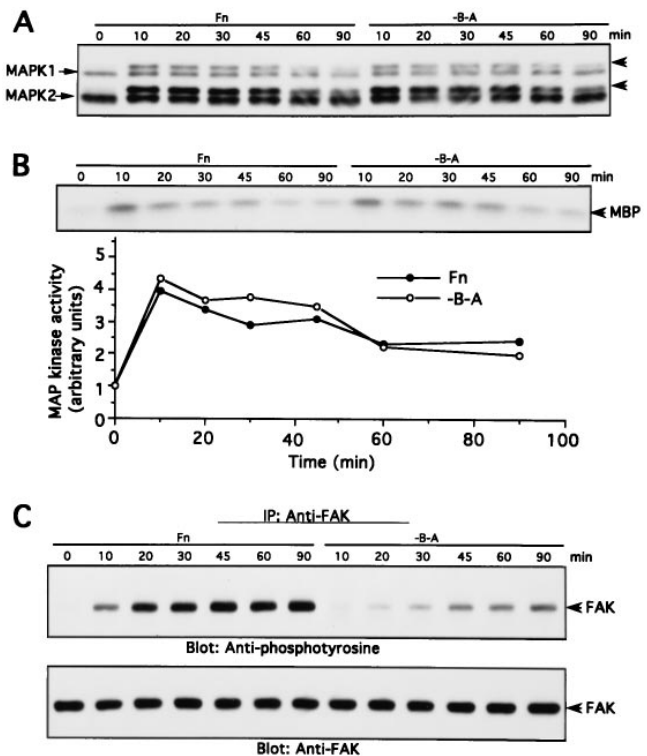 A
Fn -B-A
0 10 20 30 45 60 90 10 20 30 45 60 90 min
MAPK1
MAPK2
B
Fn -B-A
0 10 20 30 45 60 90 10 20 30 45 60 90 min
MBP
MAP kinase activity
(arbitrary units)
5
4
3
2
1
0
Fn
-B-A
0 20 40 60 80 100
Time (min)
C
IP: Anti-FAK
Fn -B-A
0 10 20 30 45 60 90 10 20 30 45 60 90 min
FAK
Blot: Anti-phosphotyrosine
FAK
Blot: Anti-FAK